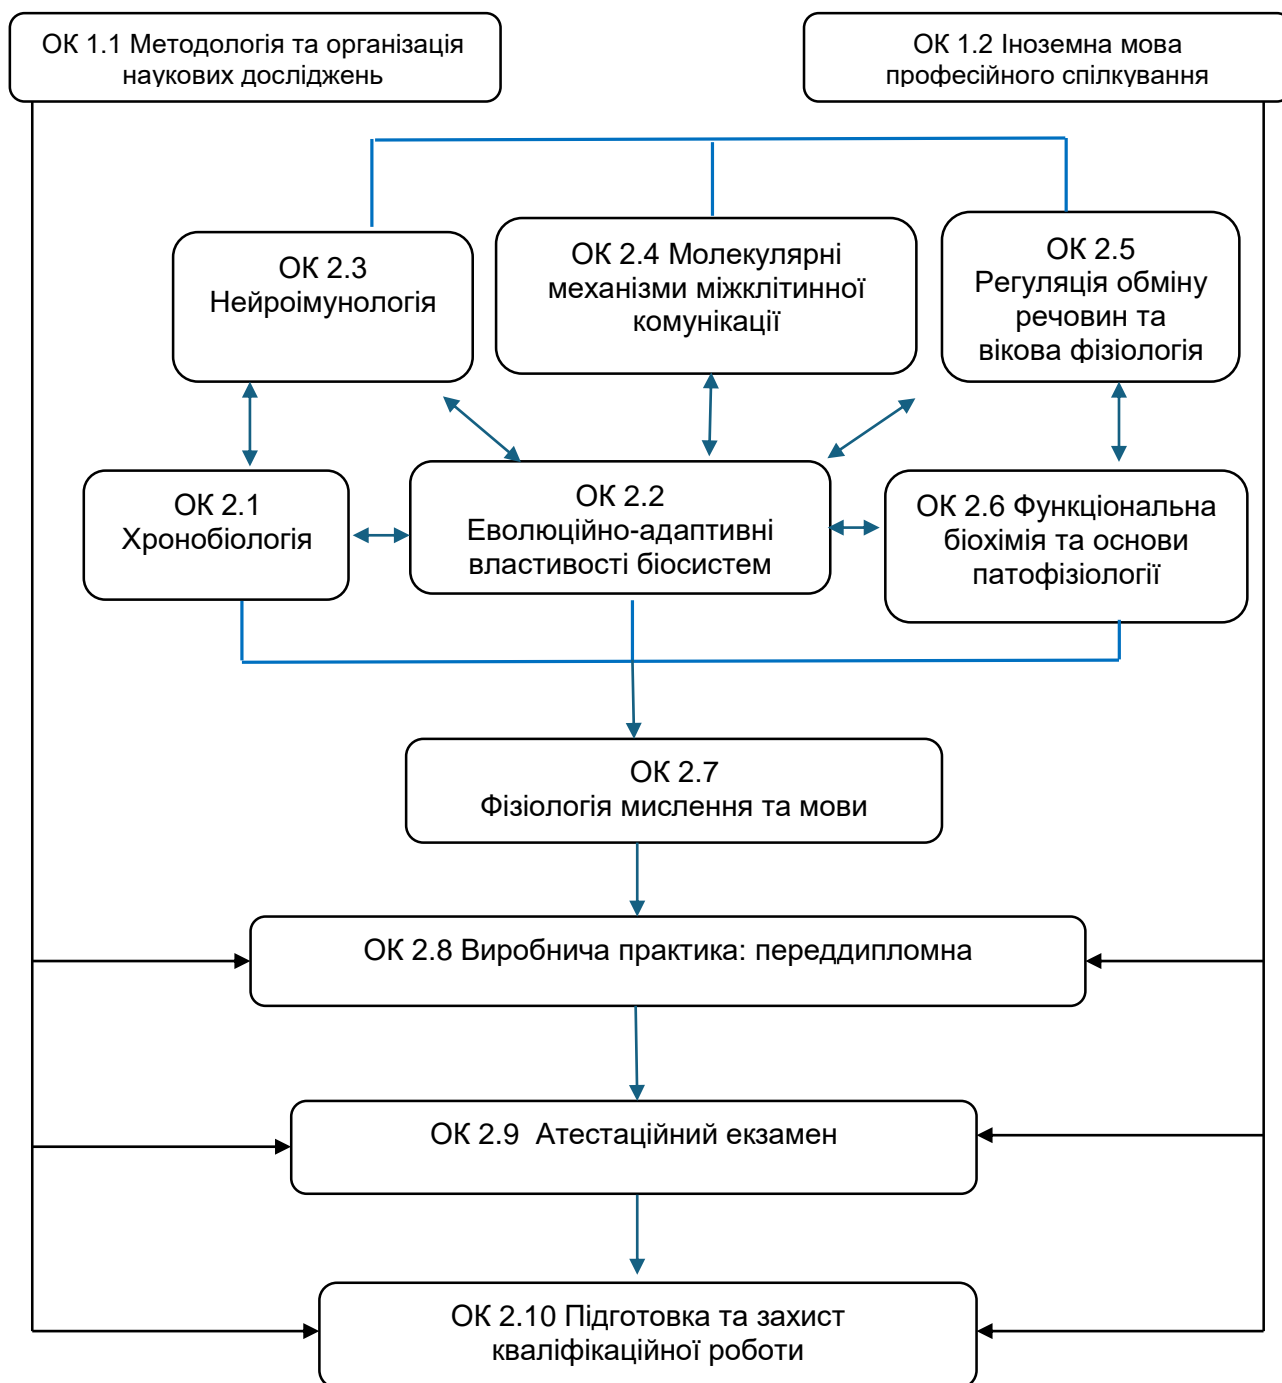 ОК 1.1 Методологія та організація
наукових досліджень
ОК 1.2 Іноземна мова
професійного спілкування
ОК 2.3
Нейроімунологія
ОК 2.4 Молекулярні
механізми міжклітинної
комунікації
ОК 2.5
Регуляція обміну
речовин та
вікова фізіологія
ОК 2.1
Хронобіологія
ОК 2.2
Еволюційно-адаптивні
властивості біосистем
ОК 2.6 Функціональна
біохімія та основи
патофізіології
ОК 2.7
Фізіологія мислення та мови
ОК 2.8 Виробнича практика: переддипломна
ОК 2.9 Атестаційний екзамен
ОК 2.10 Підготовка та захист
кваліфікаційної роботи